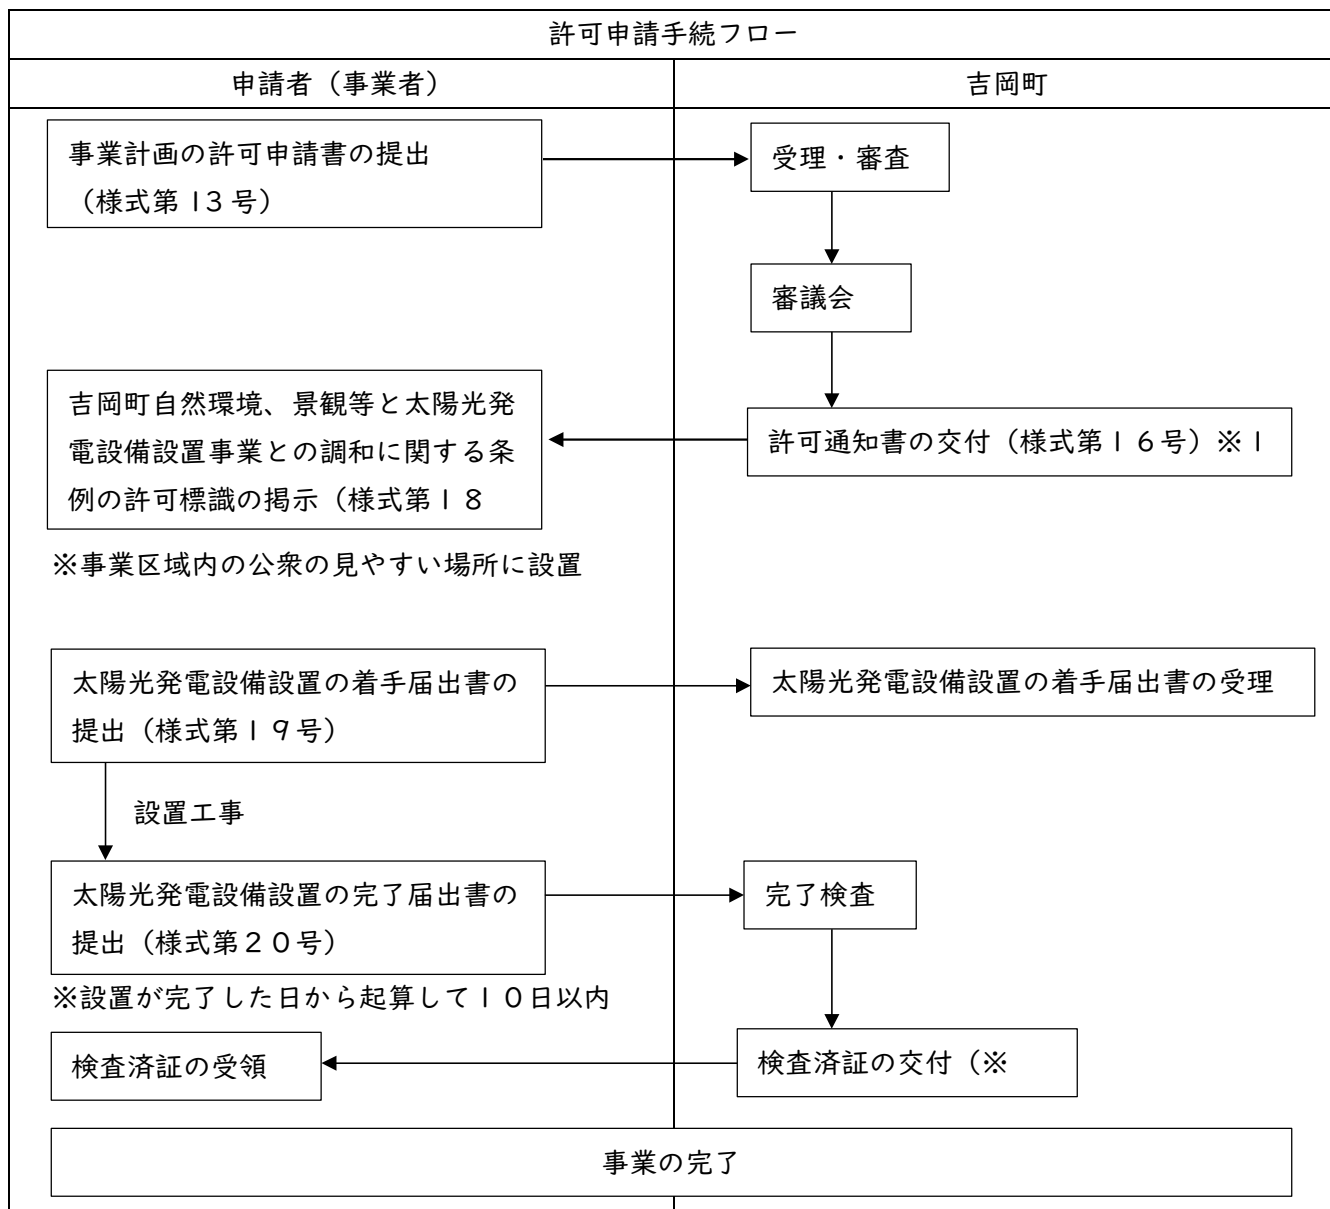 許可申請手続フロー
申請者（事業者）
吉岡町
事業計画の許可申請書の提出
（様式第１３号）
受理・審査
審議会
吉岡町自然環境、景観等と太陽光発
電設備設置事業との調和に関する条
例の許可標識の掲示（様式第１８
許可通知書の交付（様式第１６号）※１
※事業区域内の公衆の見やすい場所に設置
太陽光発電設備設置の着手届出書の
提出（様式第１９号）
太陽光発電設備設置の着手届出書の受理
設置工事
太陽光発電設備設置の完了届出書の
提出（様式第２０号）
完了検査
※設置が完了した日から起算して１０日以内
検査済証の受領
検査済証の交付（※
事業の完了